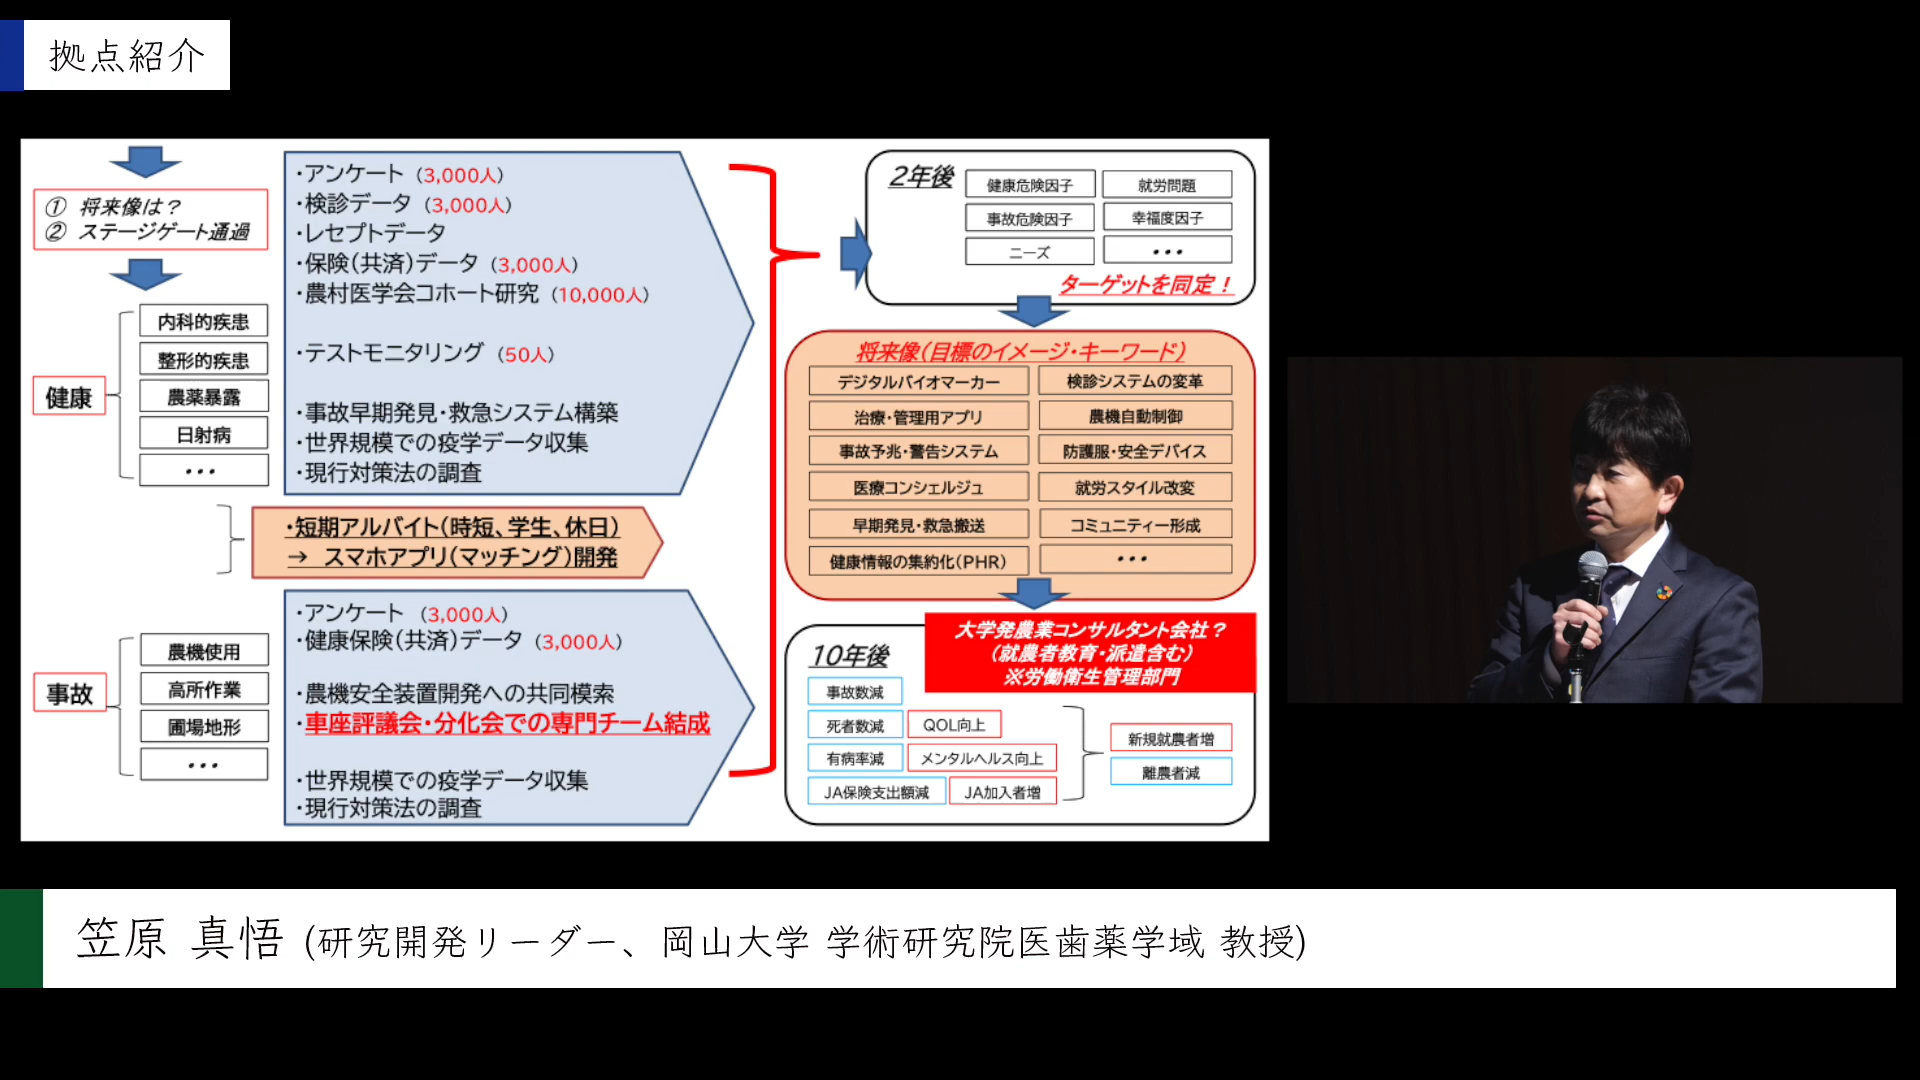 拠点紹介
① 将来像は？
② ステージゲート通過
健康
内科的疾患
整形的疾患
農薬暴露
日射病
・・・
・アンケート（3,000人）
・検診データ（3,000人）
・レセプトデータ
・保険（共済）データ（3,000人）
・農村医学会コホート研究（10,000人）
・テストモニタリング（50人）
・事故早期発見・救急システム構築
・世界規模での疫学データ収集
・現行対策法の調査
・短期アルバイト（時短、学生、休日）
→ スマホアプリ（マッチング）開発
事故
農機使用
高所作業
圃場地形
・・・
・アンケート（3,000人）
・健康保険（共済）データ（3,000人）
・農機安全装置開発への共同模索
・車座評議会・分化会での専門チーム結成
・世界規模での疫学データ収集
・現行対策法の調査
2年後
健康危険因子
就労問題
事故危険因子
幸福度因子
ニーズ
・・・
ターゲットを同定！
将来像（目標のイメージ・キーワード）
デジタルバイオマーカー
検診システムの変革
治療・管理用アプリ
農機自動制御
事故予兆・警告システム
防護服・安全デバイス
医療コンシェルジュ
就労スタイル改変
早期発見・救急搬送
コミュニティー形成
健康情報の集約化（PHR）
・・・
大学発農業コンサルタント会社？
（就農者教育・派遣含む）
※労働衛生管理部門
10年後
事故数減
死者数減
QOL向上
有病率減
メンタルヘルス向上
JA保険支出額減
JA加入者増
新規就農者増
離農者減
笠原 真悟 (研究開発リーダー、岡山大学 学術研究院医歯薬学域 教授)